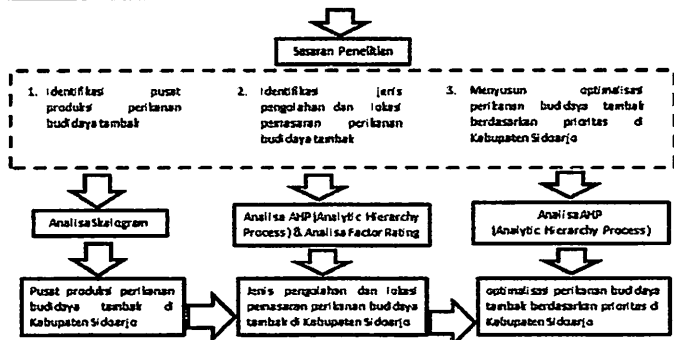 Sasaran Penelitian
1. Identifikasi pusat
produksi perikanan
budidaya tambak
2. Identifikasi jenis
pengolahan dan lokasi
pemasaran perikanan
budidaya tambak
3. Menyusun optimalisasi
perikanan budidaya tambak
berdasarkan prioritas di
Kabupaten Sidoarjo
Analisa Skalogram
Analisa AHP (Analytic Hierarchy
Process) & Analisa Factor Rating
Analisa AHP
(Analytic Hierarchy Process)
Pusat produksi perikanan
budidaya tambak di
Kabupaten Sidoarjo
Jenis pengolahan dan lokasi
pemasaran perikanan budidaya
tambak di Kabupaten Sidoarjo
optimalisasi perikanan budidaya
tambak berdasarkan prioritas di
Kabupaten Sidoarjo